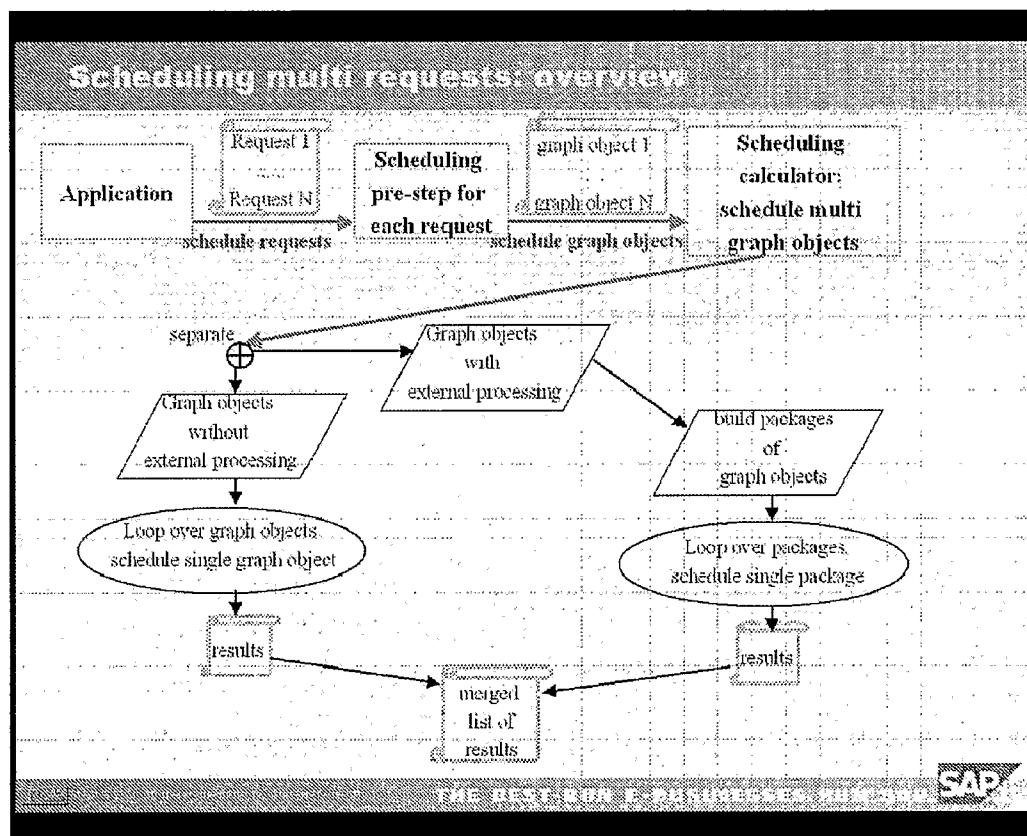 Scheduling multi requests: overview
Application
Request 1
....
Request N
schedule requests
Scheduling
pre-step for
each request
graph object 1
.
graph object N
schedule graph objects
Scheduling
calculator:
schedule multi
graph objects
separate
Graph objects
with
external processing
Graph objects
without
external processing
build packages
of
graph objects
Loop over graph objects,
schedule single graph object
Loop over packages,
schedule single package
results
results
merged
list of
results
THE BEST-RUN E-BUSINESSES RUN SAP
SAP